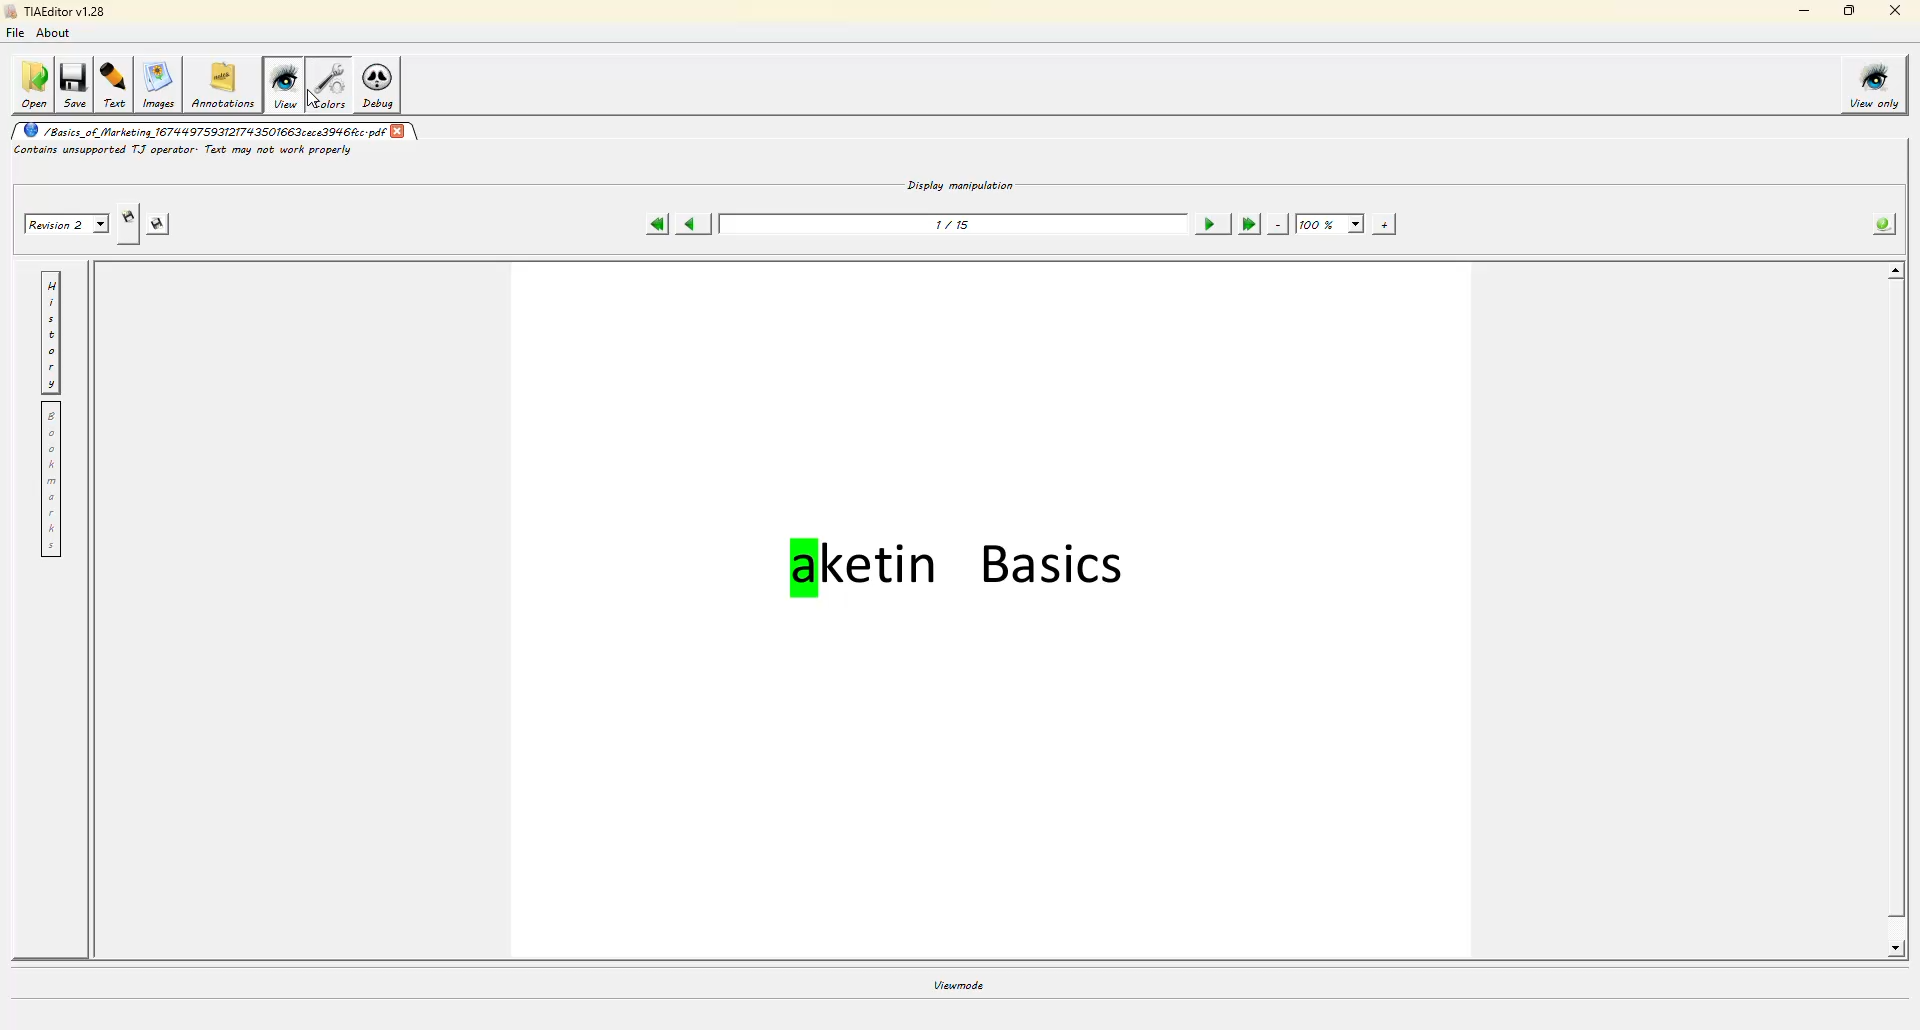 TIAEditor v1.28
File About
Open Save Text Images Annotations View Colors Debug View only
/Basics_of_Marketing_1674497593121743501663cece3946fcc.pdf
Contains unsupported TJ operator. Text may not work properly
Display manipulation
Revision 2 1 / 15 - 100 % +
History
Bookmarks
aketin Basics
Viewmode